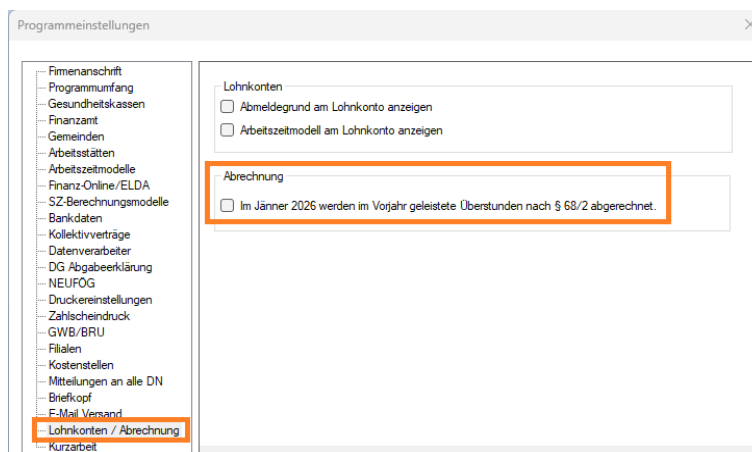 Programmeinstellungen
Firmenanschrift
Programmumfang
Gesundheitskassen
Finanzamt
Gemeinden
Arbeitsstätten
Arbeitszeitmodelle
Finanz-Online/ELDA
SZ-Berechnungsmodelle
Bankdaten
Kollektivverträge
Datenverarbeiter
DG Abgabeerklärung
NEUFÖG
Druckereinstellungen
Zahlscheindruck
GWB/BRU
Filialen
Kostenstellen
Mitteilungen an alle DN
Briefkopf
E-Mail Versand
Lohnkonten / Abrechnung
Kurzarbeit
Lohnkonten
Abmeldegrund am Lohnkonto anzeigen
Arbeitszeitmodell am Lohnkonto anzeigen
Abrechnung
Im Jänner 2026 werden im Vorjahr geleistete Überstunden nach § 68/2 abgerechnet.